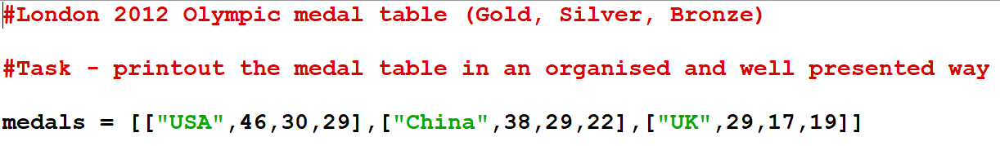 #London 2012 Olympic medal table (Gold, Silver, Bronze)
#Task - printout the medal table in an organised and well presented way
medals = [["USA",46,30,29],["China",38,29,22],["UK",29,17,19]]